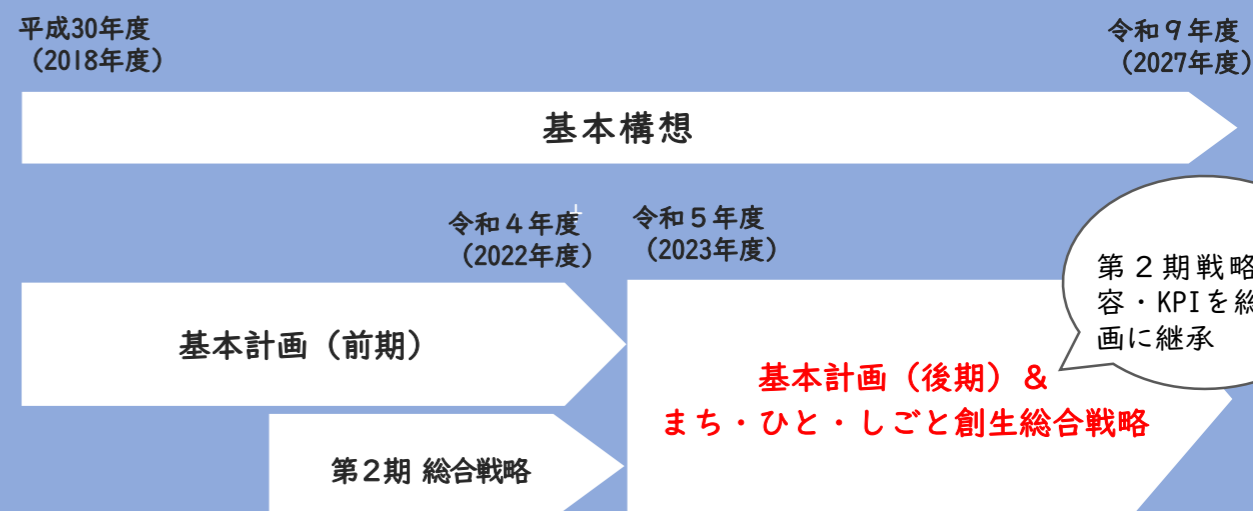 平成30年度
（2018年度）
令和９年度
（2027年度）
基本構想
令和４年度
（2022年度）
令和５年度
（2023年度）
基本計画（前期）
第２期 総合戦略
基本計画（後期）＆
まち・ひと・しごと創生総合戦略
第２期戦略
容・KPIを総
画に継承